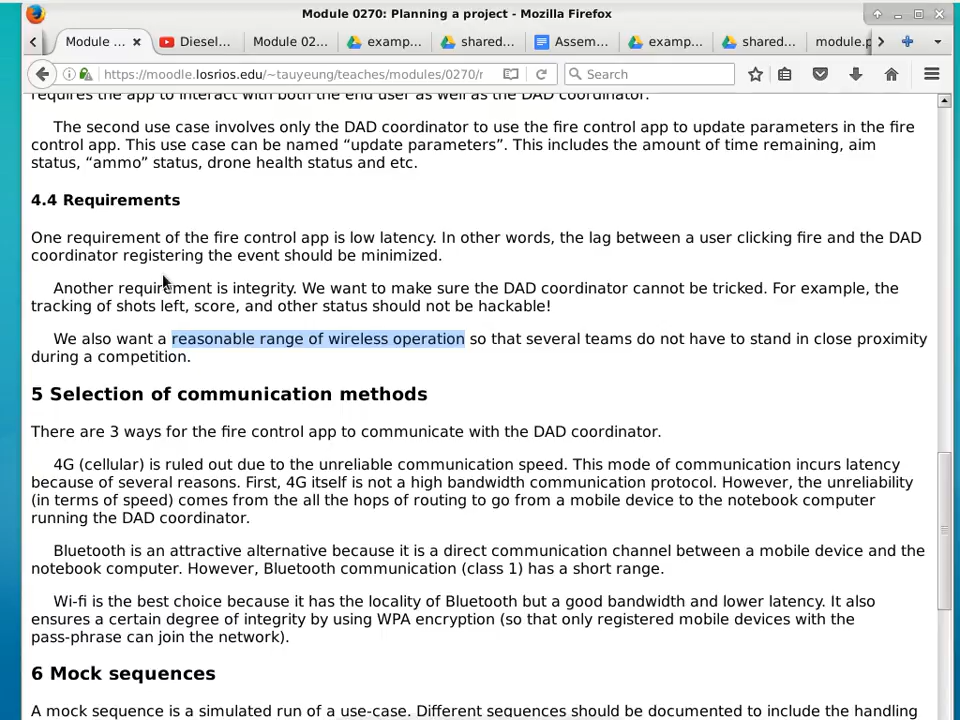 Module 0270: Planning a project - Mozilla Firefox
Module ...
Diesel...
Module 02...
examp...
shared...
Assem...
examp...
shared...
module.p
https://moodle.losrios.edu/~tauyeung/teaches/modules/0270/r
Search
requires the app to interact with both the end user as well as the DAD coordinator.
The second use case involves only the DAD coordinator to use the fire control app to update parameters in the fire
control app. This use case can be named “update parameters”. This includes the amount of time remaining, aim
status, “ammo” status, drone health status and etc.
4.4 Requirements
One requirement of the fire control app is low latency. In other words, the lag between a user clicking fire and the DAD
coordinator registering the event should be minimized.
Another requirement is integrity. We want to make sure the DAD coordinator cannot be tricked. For example, the
tracking of shots left, score, and other status should not be hackable!
We also want a reasonable range of wireless operation so that several teams do not have to stand in close proximity
during a competition.
5 Selection of communication methods
There are 3 ways for the fire control app to communicate with the DAD coordinator.
4G (cellular) is ruled out due to the unreliable communication speed. This mode of communication incurs latency
because of several reasons. First, 4G itself is not a high bandwidth communication protocol. However, the unreliability
(in terms of speed) comes from the all the hops of routing to go from a mobile device to the notebook computer
running the DAD coordinator.
Bluetooth is an attractive alternative because it is a direct communication channel between a mobile device and the
notebook computer. However, Bluetooth communication (class 1) has a short range.
Wi-fi is the best choice because it has the locality of Bluetooth but a good bandwidth and lower latency. It also
ensures a certain degree of integrity by using WPA encryption (so that only registered mobile devices with the
pass-phrase can join the network).
6 Mock sequences
A mock sequence is a simulated run of a use-case. Different sequences should be documented to include the handling